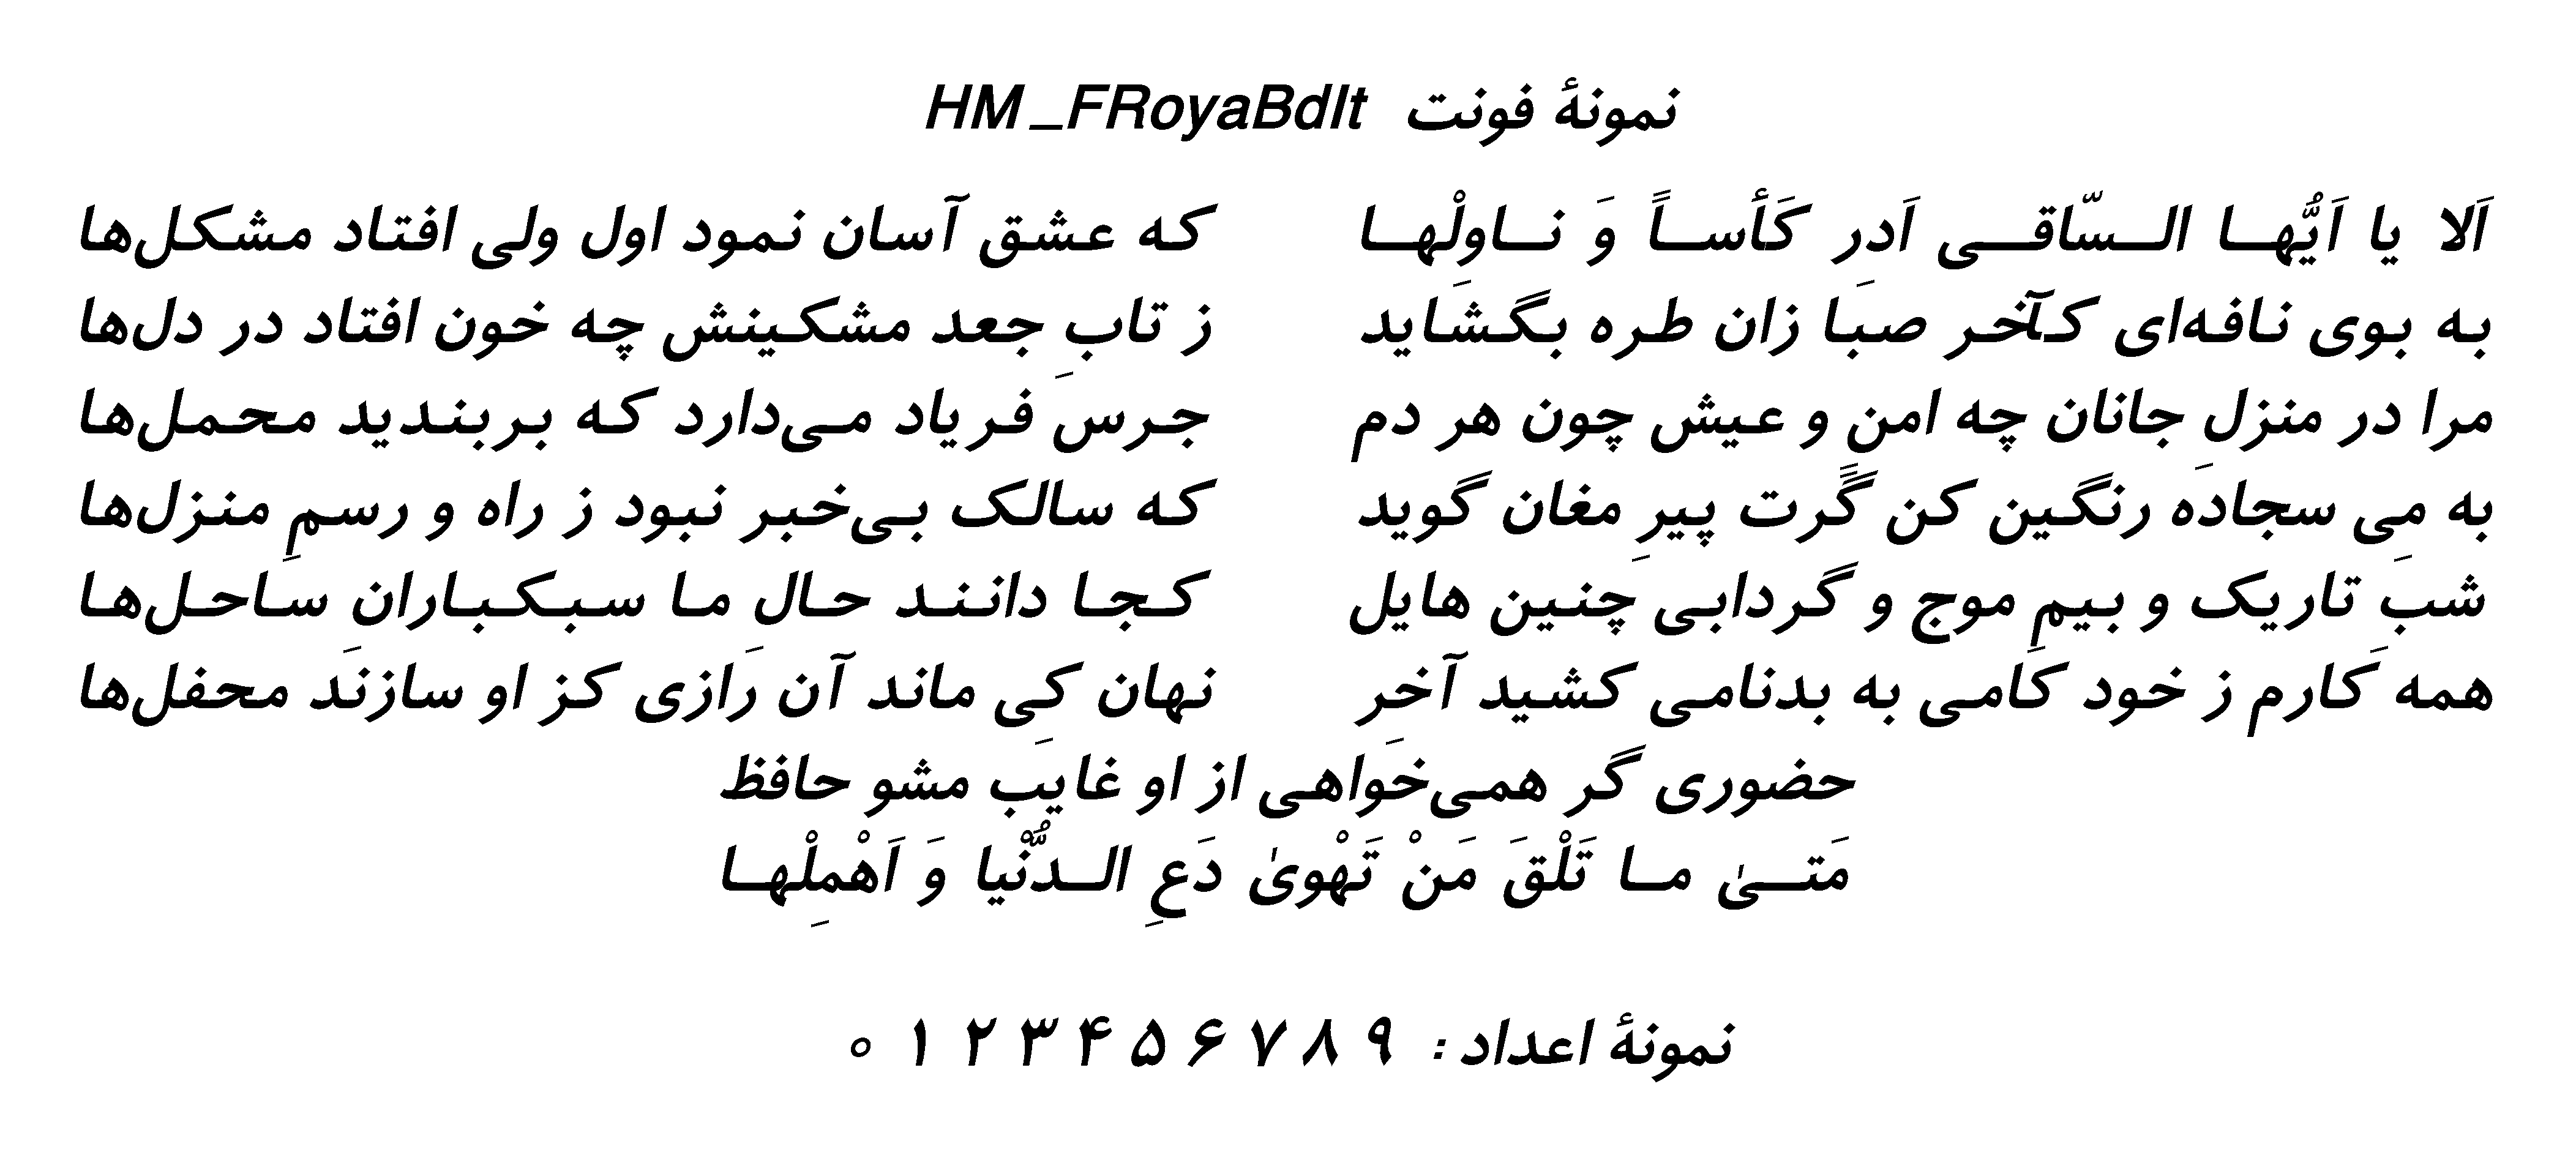 نمونهٔ فونت HM_FRoyaBdIt
اَلا یا اَیُّها السّاقی اَدر کَأساً وَ ناوِلْها که عشق آسان نمود اول ولی افتاد مشکل‌ها
به بوی نافه‌ای کآخر صبا زان طره بگشاید ز تابِ جعد مشکینش چه خون افتاد در دل‌ها
مرا در منزل جانان چه امن و عیش چون هر دم جرس فریاد می‌دارد که بربندید محمل‌ها
به می سجاده رنگین کن گَرت پیرِ مغان گوید که سالک بی‌خبر نبود ز راه و رسمِ منزل‌ها
شبِ تاریک و بیمِ موج و گردابی چنین هایل کجا دانند حال ما سبکباران ساحل‌ها
همه کارم ز خود کامی به بدنامی کشید آخر نهان کی ماند آن رازی کز او سازند محفل‌ها
حضوری گر همی‌خواهی از او غایب مشو حافظ
مَتیٰ ما تَلْقَ مَنْ تَهْویٰ دَعِ الدُّنْیا وَ اَهْمِلْها
نمونهٔ اعداد : ۹ ۸ ۷ ۶ ۵ ۴ ۳ ۲ ۱ ۰